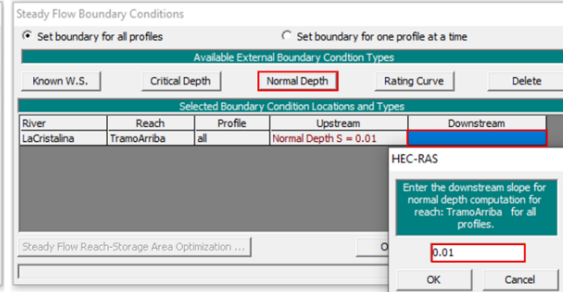 Steady Flow Boundary Conditions
Set boundary for all profiles Set boundary for one profile at a time
Available External Boundary Condtion Types
Known W.S. Critical Depth Normal Depth Rating Curve Delete
Selected Boundary Condition Locations and Types
River Reach Profile Upstream Downstream
LaCristalina TramoArriba all Normal Depth S = 0.01
HEC-RAS
Enter the downstream slope for
normal depth computation for
reach: TramoArriba for all
profiles.
Steady Flow Reach-Storage Area Optimization ...
0.01
OK Cancel